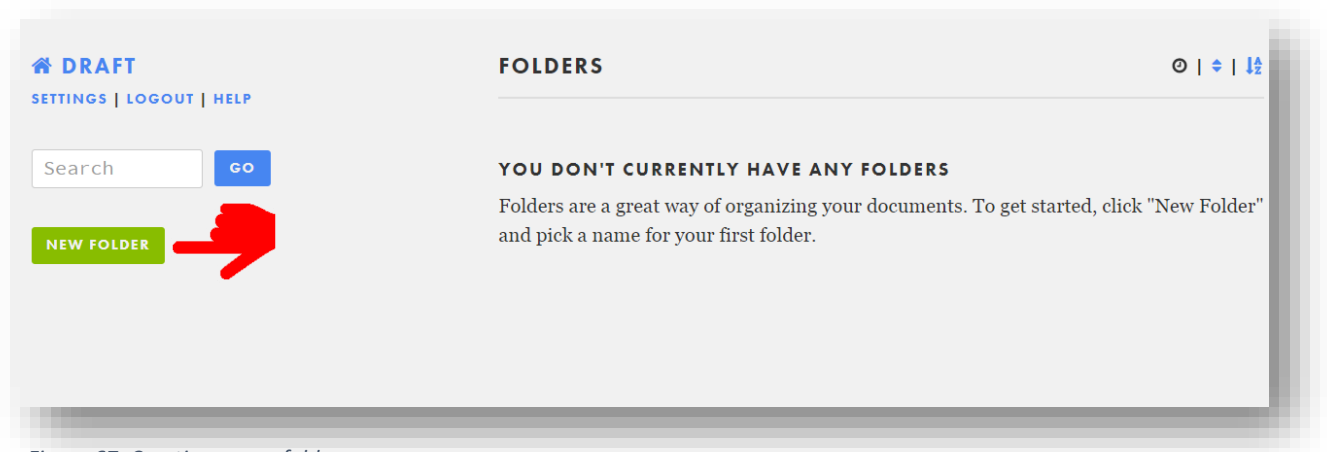 DRAFT
SETTINGS | LOGOUT | HELP
Search
GO
NEW FOLDER
FOLDERS
YOU DON'T CURRENTLY HAVE ANY FOLDERS
Folders are a great way of organizing your documents. To get started, click "New Folder"
and pick a name for your first folder.